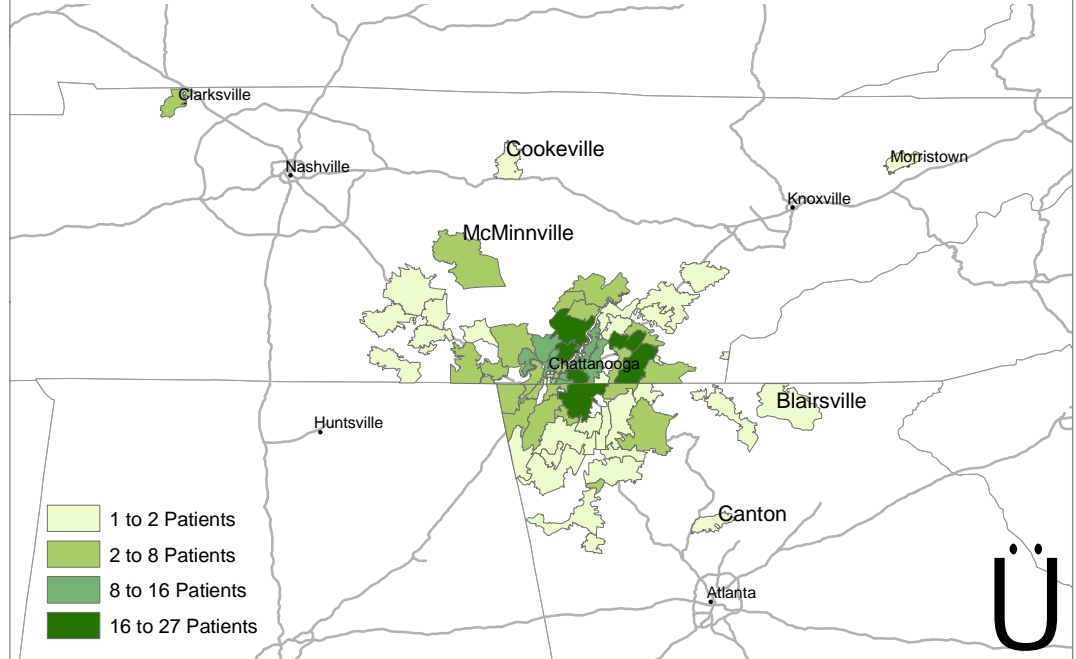 Clarksville
Cookeville
Nashville
Morristown
Knoxville
McMinnville
Chattanooga
Blairsville
Huntsville
1 to 2 Patients
Canton
2 to 8 Patients
8 to 16 Patients
Atlanta
16 to 27 Patients
Ü